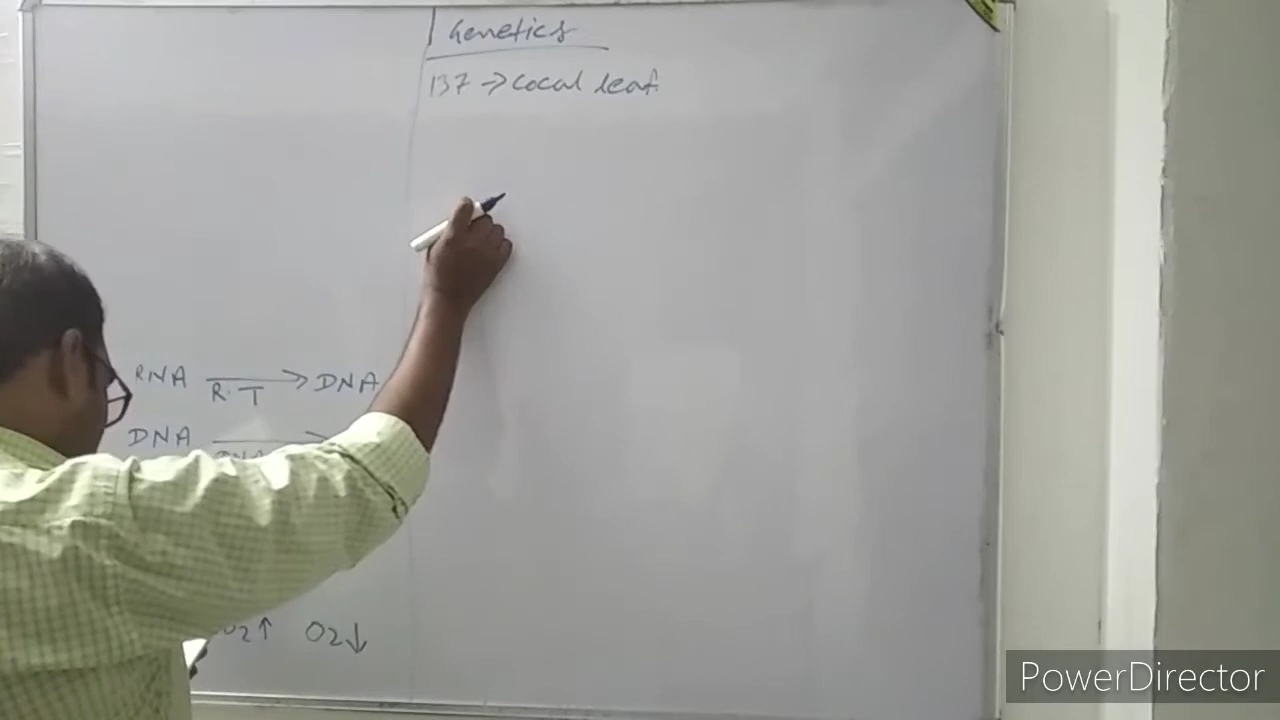 Genetics
137 → Cocal leaf
RNA → DNA
R.T
DNA
O2↑ O2↓
PowerDirector